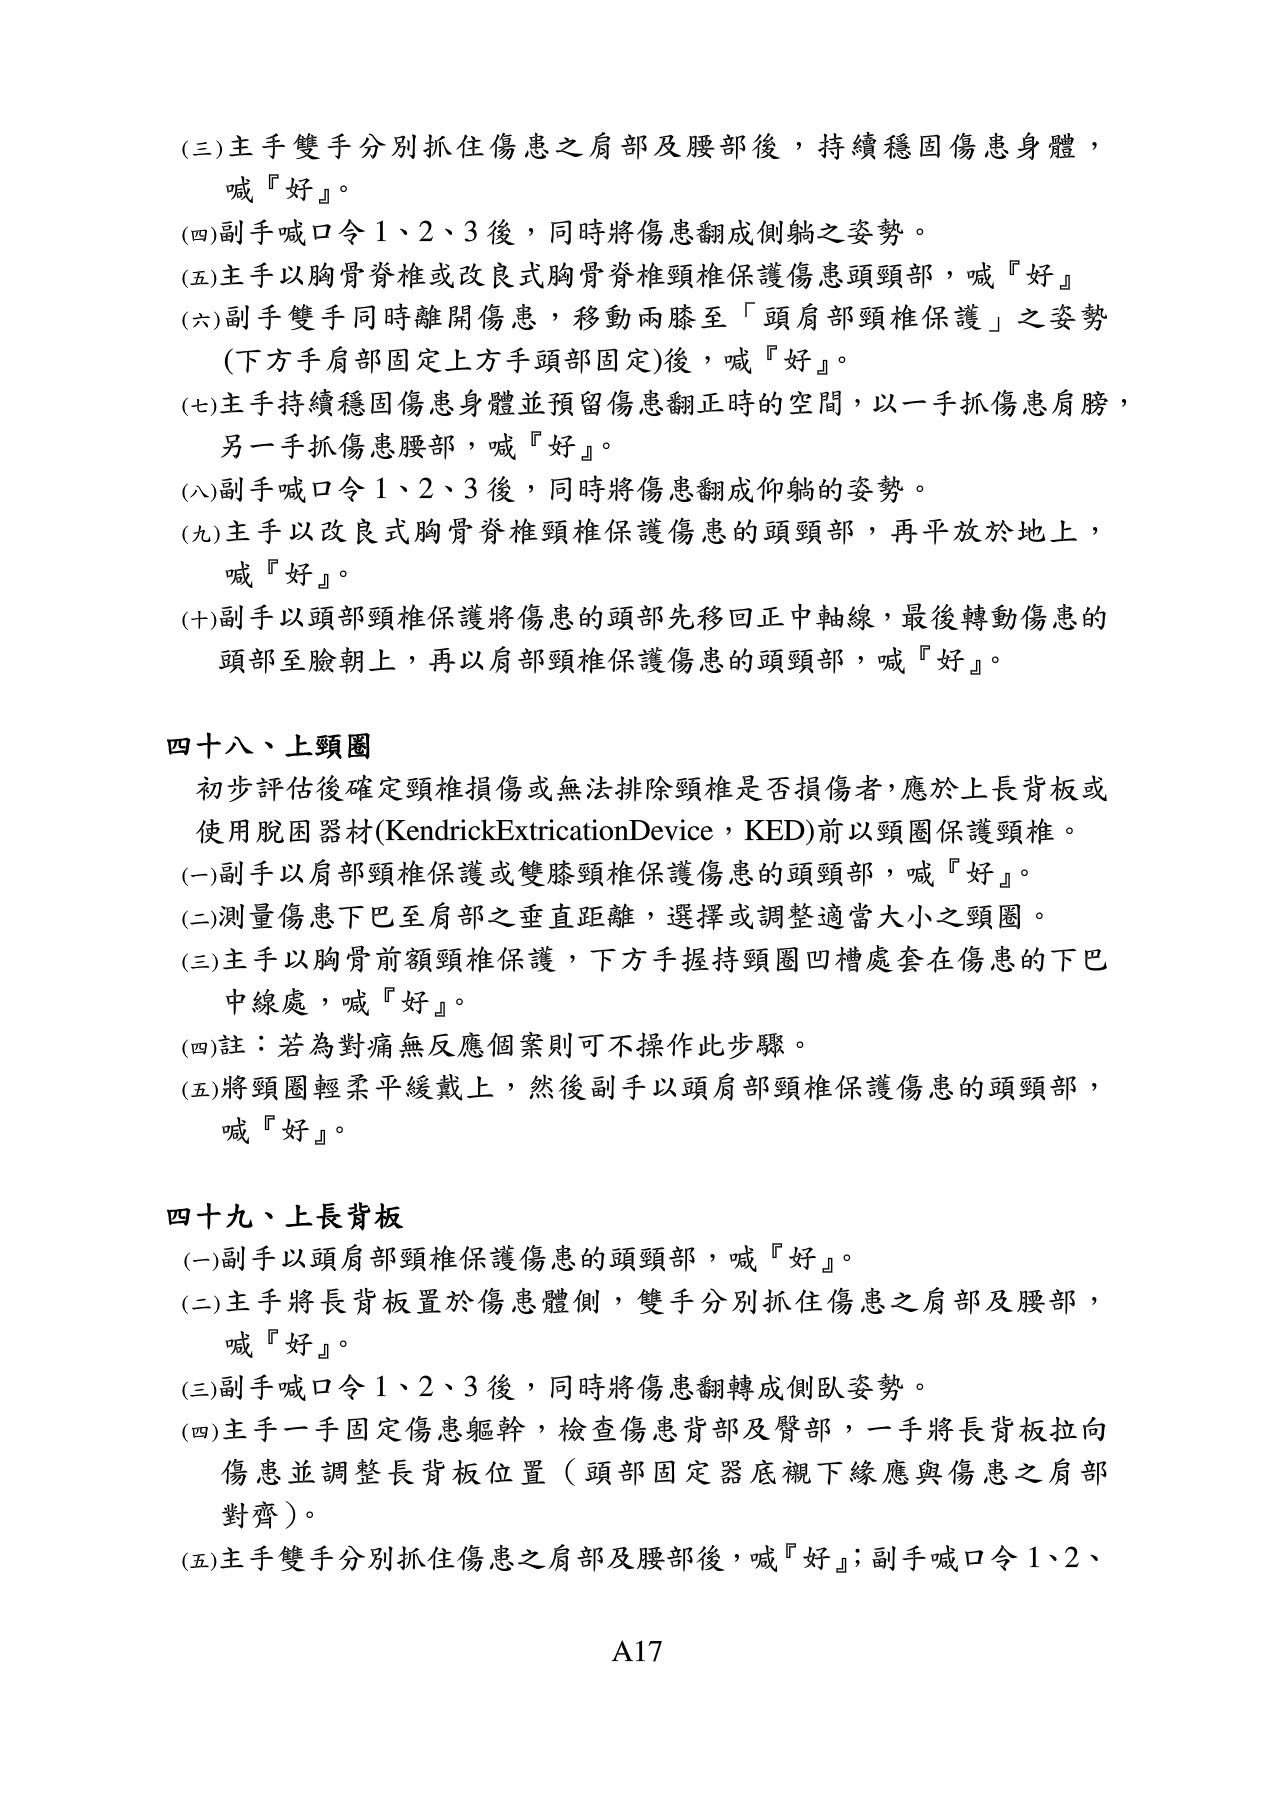 (三)主手雙手分別抓住傷患之肩部及腰部後，持續穩固傷患身體，
喊『好』。
(四)副手喊口令 1、2、3 後，同時將傷患翻成側躺之姿勢。
(五)主手以胸骨脊椎或改良式胸骨脊椎頸椎保護傷患頭頸部，喊『好』
(六)副手雙手同時離開傷患，移動兩膝至「頭肩部頸椎保護」之姿勢
(下方手肩部固定上方手頭部固定)後，喊『好』。
(七)主手持續穩固傷患身體並預留傷患翻正時的空間，以一手抓傷患肩膀，
另一手抓傷患腰部，喊『好』。
(八)副手喊口令 1、2、3 後，同時將傷患翻成仰躺的姿勢。
(九)主手以改良式胸骨脊椎頸椎保護傷患的頭頸部，再平放於地上，
喊『好』。
(十)副手以頭部頸椎保護將傷患的頭部先移回正中軸線，最後轉動傷患的
頭部至臉朝上，再以肩部頸椎保護傷患的頭頸部，喊『好』。
四十八、上頸圈
初步評估後確定頸椎損傷或無法排除頸椎是否損傷者，應於上長背板或
使用脫困器材(KendrickExtricationDevice，KED)前以頸圈保護頸椎。
(一)副手以肩部頸椎保護或雙膝頸椎保護傷患的頭頸部，喊『好』。
(二)測量傷患下巴至肩部之垂直距離，選擇或調整適當大小之頸圈。
(三)主手以胸骨前額頸椎保護，下方手握持頸圈凹槽處套在傷患的下巴
中線處，喊『好』。
(四)註：若為對痛無反應個案則可不操作此步驟。
(五)將頸圈輕柔平緩戴上，然後副手以頭肩部頸椎保護傷患的頭頸部，
喊『好』。
四十九、上長背板
(一)副手以頭肩部頸椎保護傷患的頭頸部，喊『好』。
(二)主手將長背板置於傷患體側，雙手分別抓住傷患之肩部及腰部，
喊『好』。
(三)副手喊口令 1、2、3 後，同時將傷患翻轉成側臥姿勢。
(四)主手一手固定傷患軀幹，檢查傷患背部及臀部，一手將長背板拉向
傷患並調整長背板位置（頭部固定器底襯下緣應與傷患之肩部
對齊）。
(五)主手雙手分別抓住傷患之肩部及腰部後，喊『好』；副手喊口令 1、2、
A17